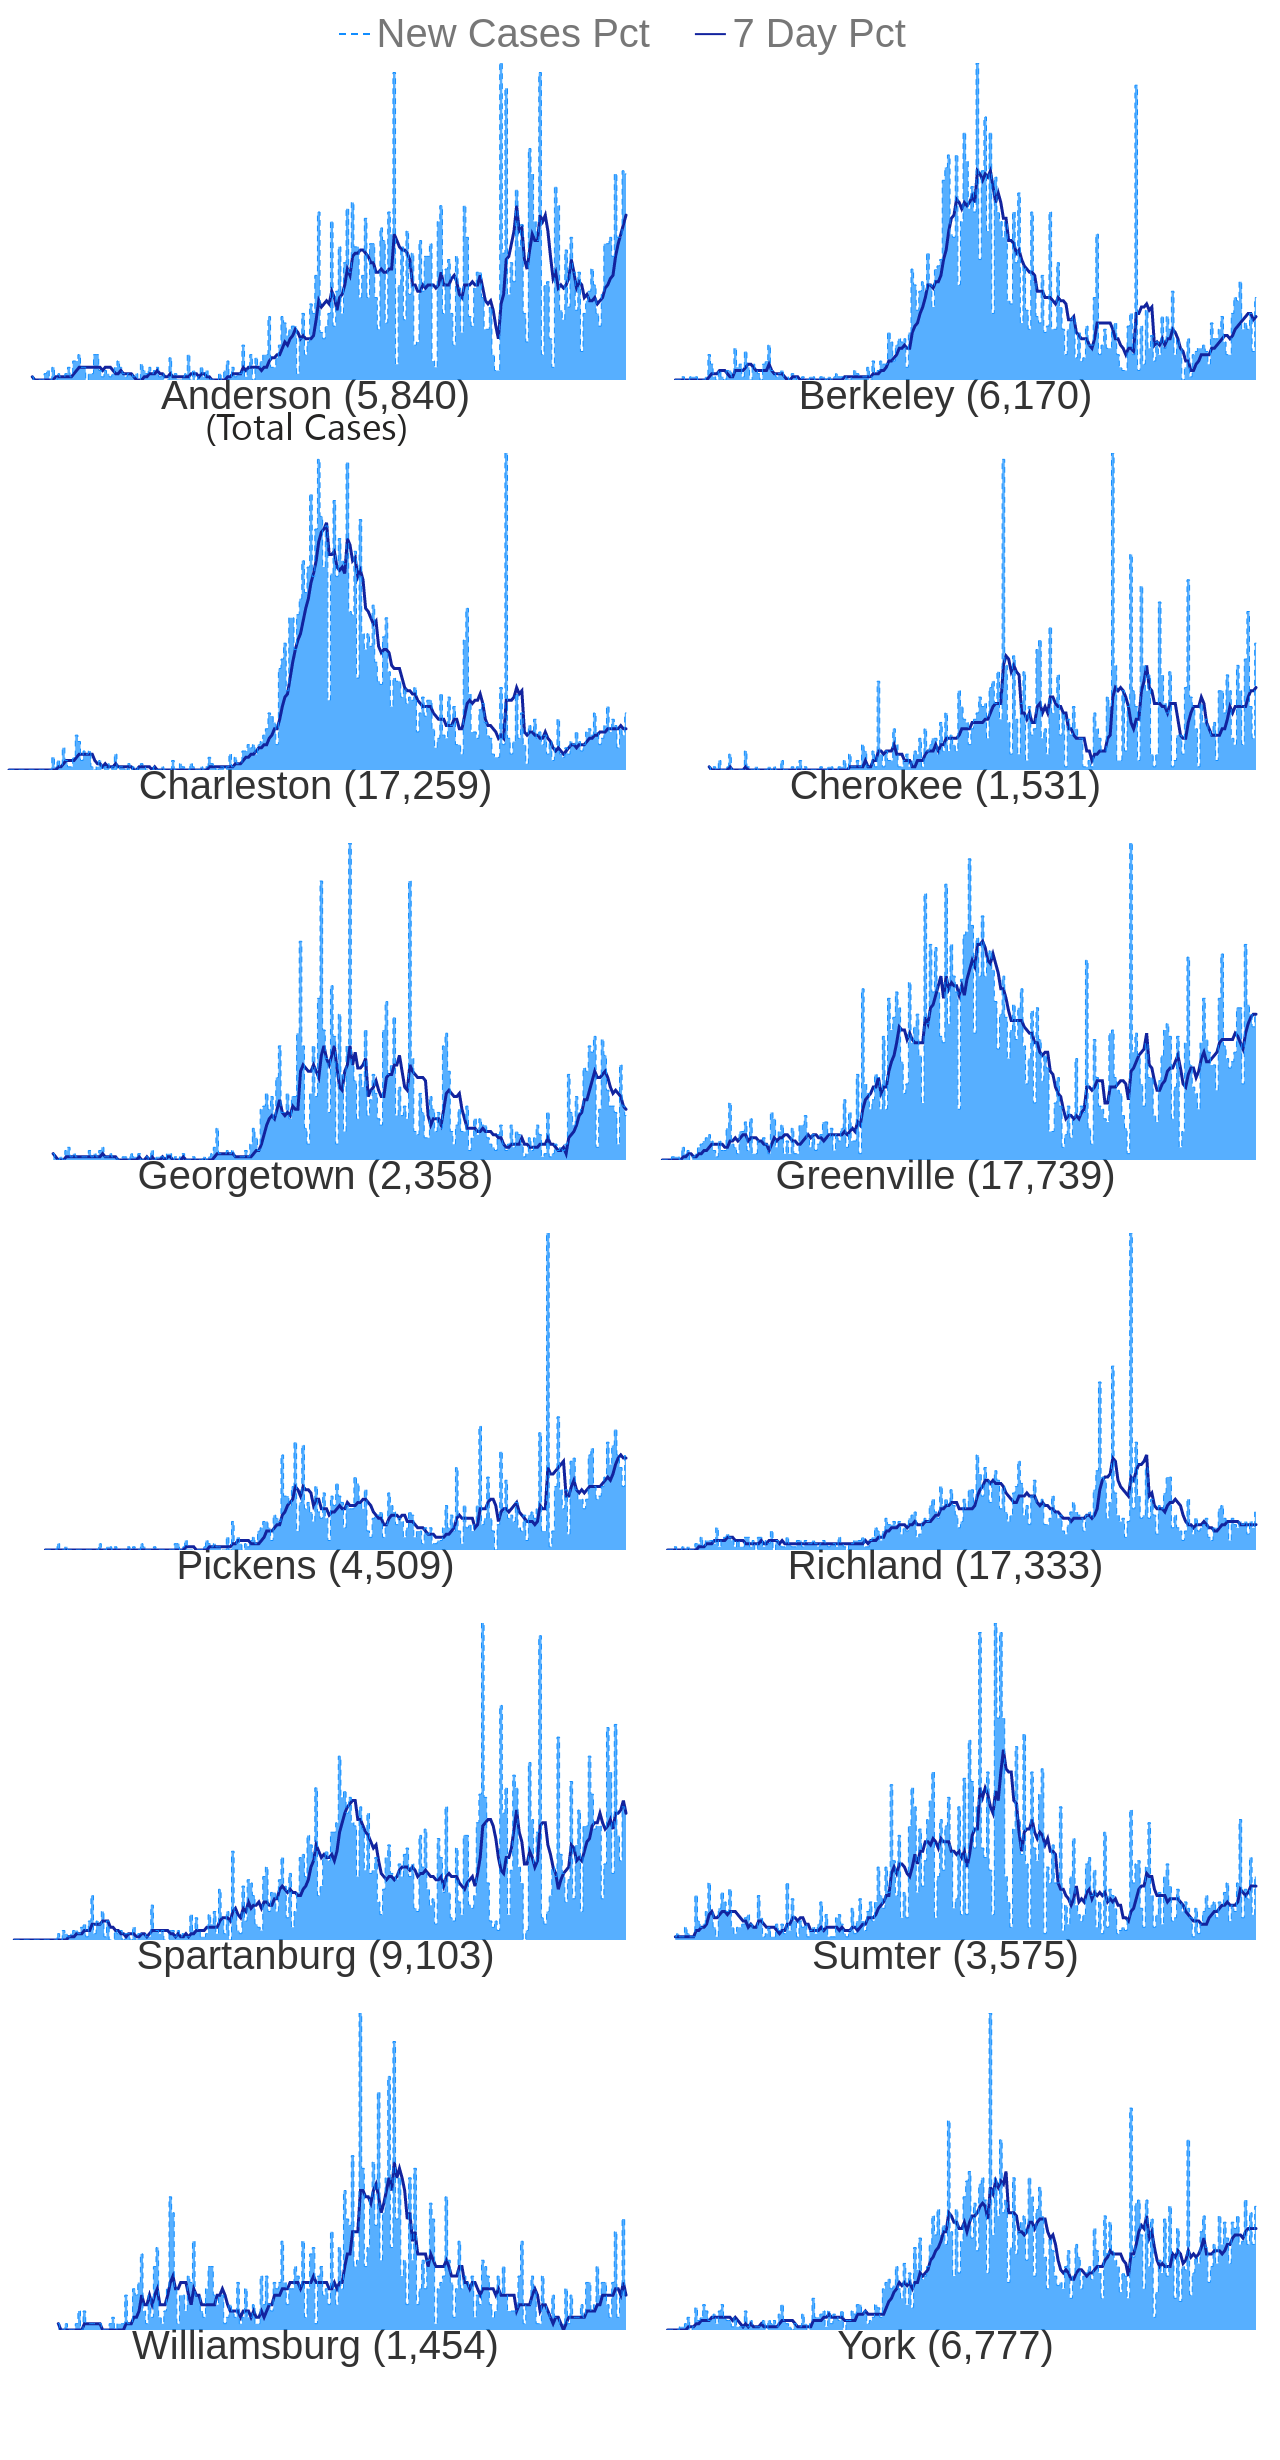 New Cases Pct 7 Day Pct
Anderson (5,840) Berkeley (6,170)
(Total Cases)
Charleston (17,259) Cherokee (1,531)
Georgetown (2,358) Greenville (17,739)
Pickens (4,509) Richland (17,333)
Spartanburg (9,103) Sumter (3,575)
Williamsburg (1,454) York (6,777)